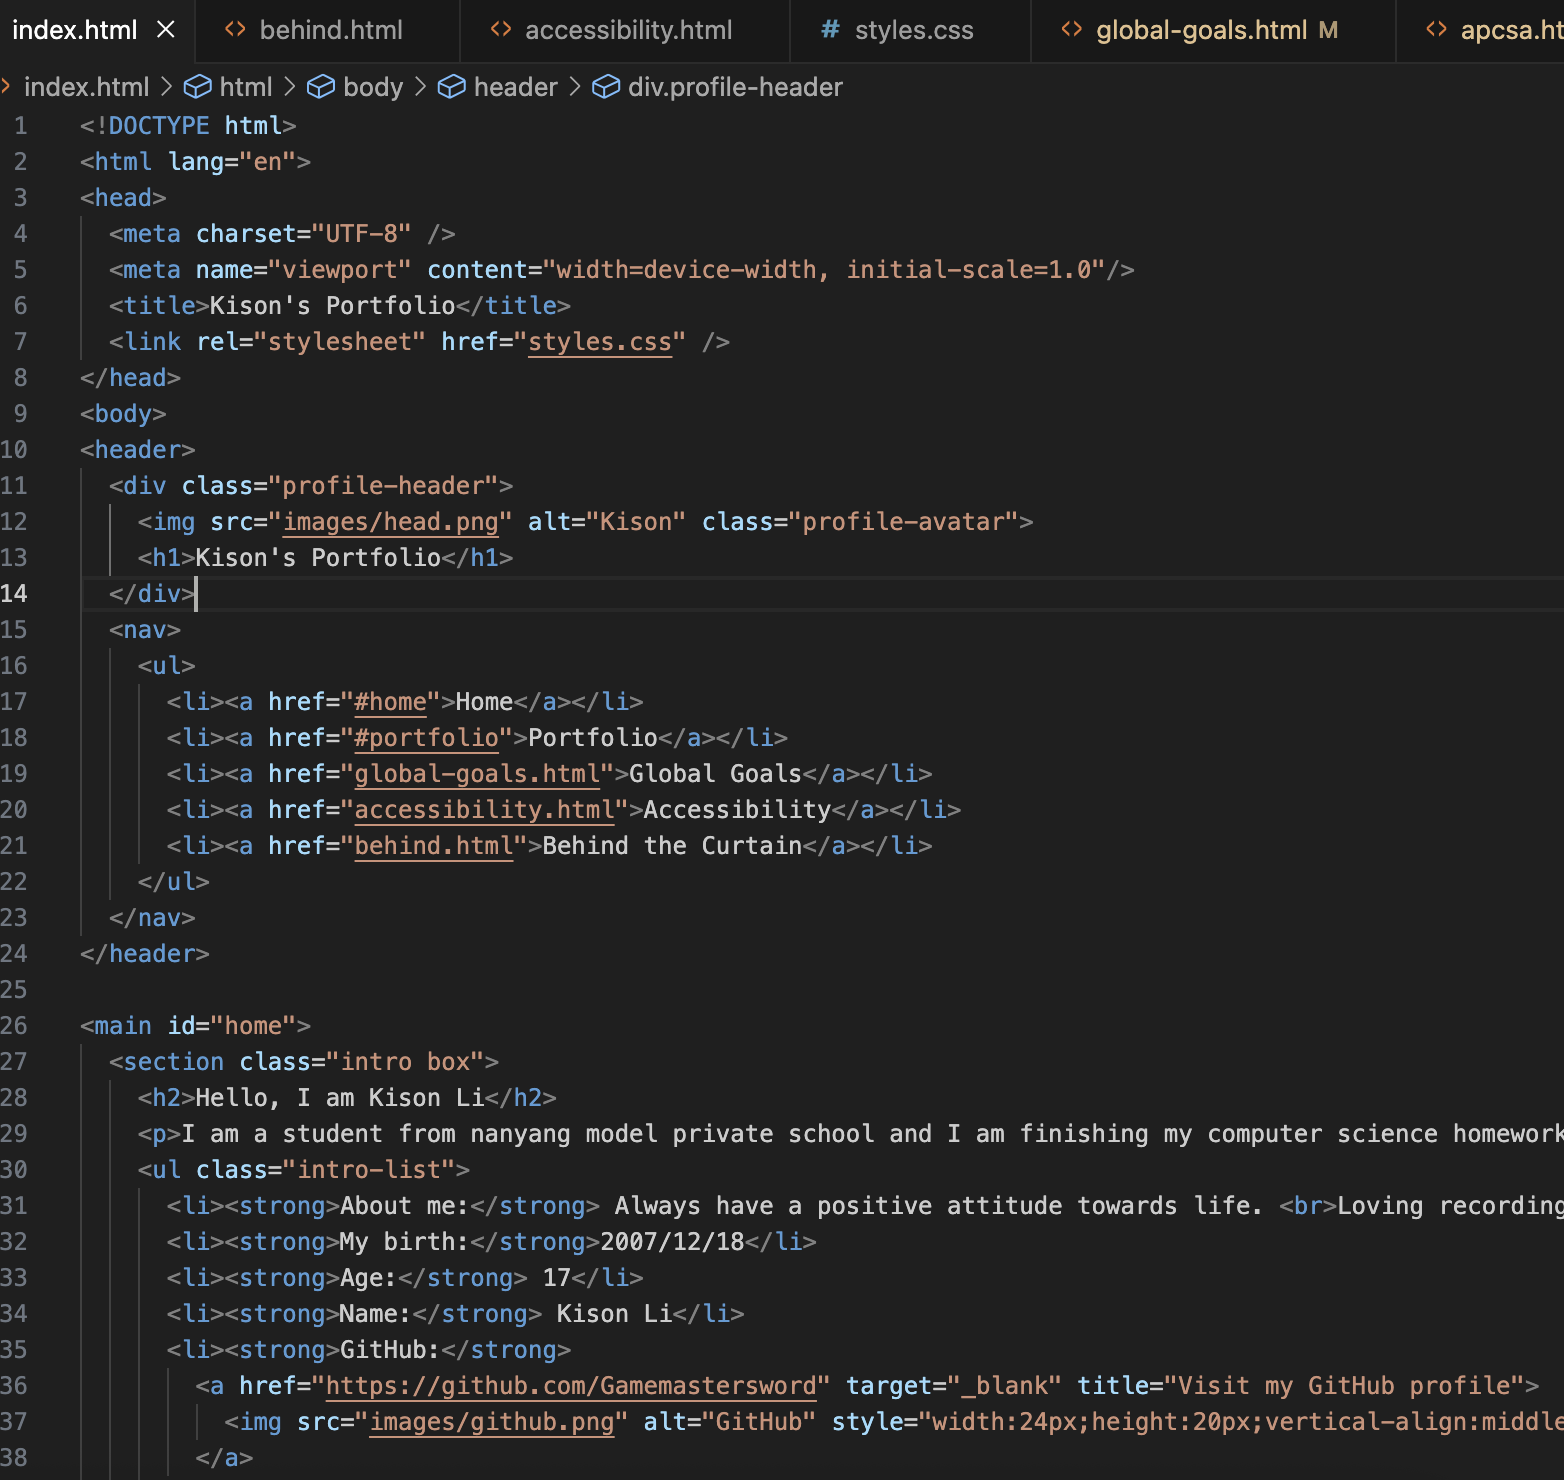 index.html × <> behind.html <> accessibility.html # styles.css <> global-goals.html M <> apcsa.ht
> index.html > html > body > header > div.profile-header
1 <!DOCTYPE html>
2 <html lang="en">
3 <head>
4 <meta charset="UTF-8" />
5 <meta name="viewport" content="width=device-width, initial-scale=1.0"/>
6 <title>Kison's Portfolio</title>
7 <link rel="stylesheet" href="styles.css" />
8 </head>
9 <body>
10 <header>
11 <div class="profile-header">
12 <img src="images/head.png" alt="Kison" class="profile-avatar">
13 <h1>Kison's Portfolio</h1>
14 </div>
15 <nav>
16 <ul>
17 <li><a href="#home">Home</a></li>
18 <li><a href="#portfolio">Portfolio</a></li>
19 <li><a href="global-goals.html">Global Goals</a></li>
20 <li><a href="accessibility.html">Accessibility</a></li>
21 <li><a href="behind.html">Behind the Curtain</a></li>
22 </ul>
23 </nav>
24 </header>
25
26 <main id="home">
27 <section class="intro box">
28 <h2>Hello, I am Kison Li</h2>
29 <p>I am a student from nanyang model private school and I am finishing my computer science homework
30 <ul class="intro-list">
31 <li><strong>About me:</strong> Always have a positive attitude towards life. <br>Loving recording
32 <li><strong>My birth:</strong>2007/12/18</li>
33 <li><strong>Age:</strong> 17</li>
34 <li><strong>Name:</strong> Kison Li</li>
35 <li><strong>GitHub:</strong>
36 <a href="https://github.com/Gamemastersword" target="_blank" title="Visit my GitHub profile">
37 <img src="images/github.png" alt="GitHub" style="width:24px;height:20px;vertical-align:middle
38 </a>